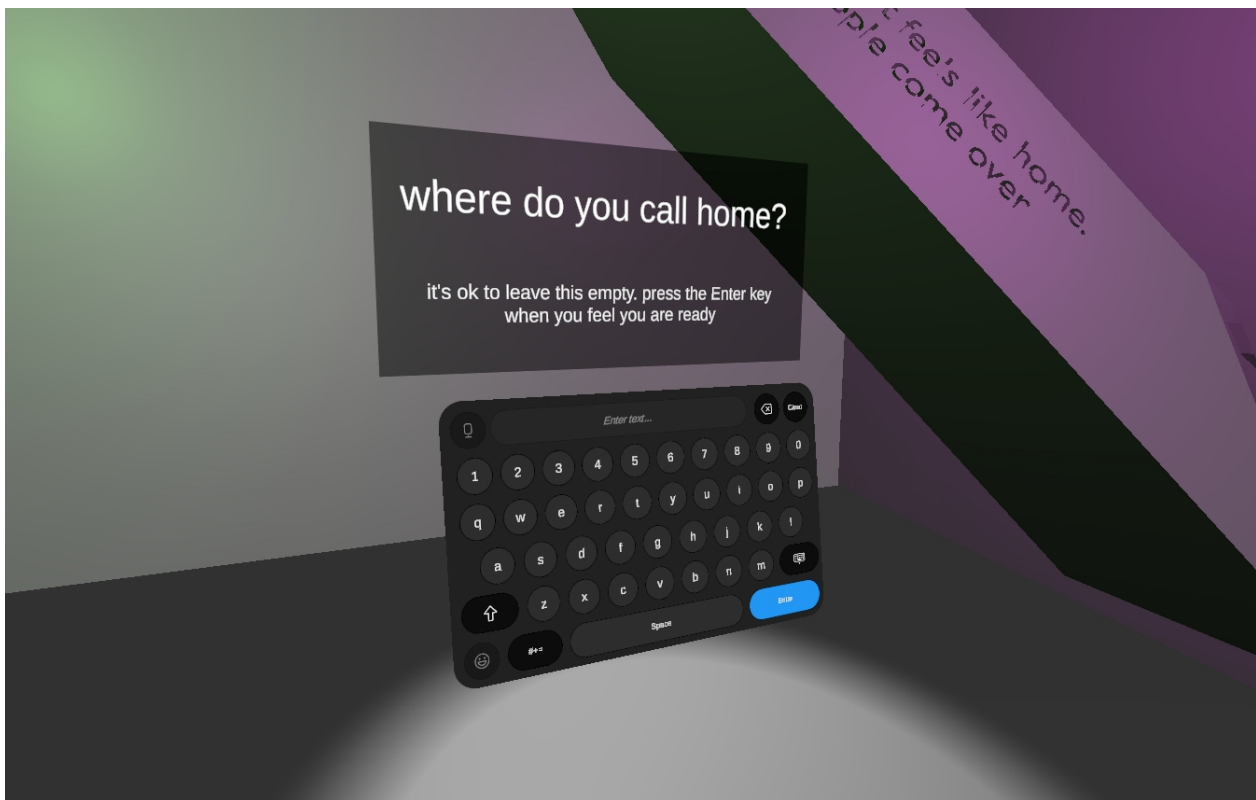 fee's like home.
come over
where do you call home?
it's ok to leave this empty. press the Enter key
when you feel you are ready
Enter text...
1 2 3 4 5 6 7 8 9 0
q w e r t y u i o p
a s d f g h j k !
z x c v b n m
#+= Space Enter